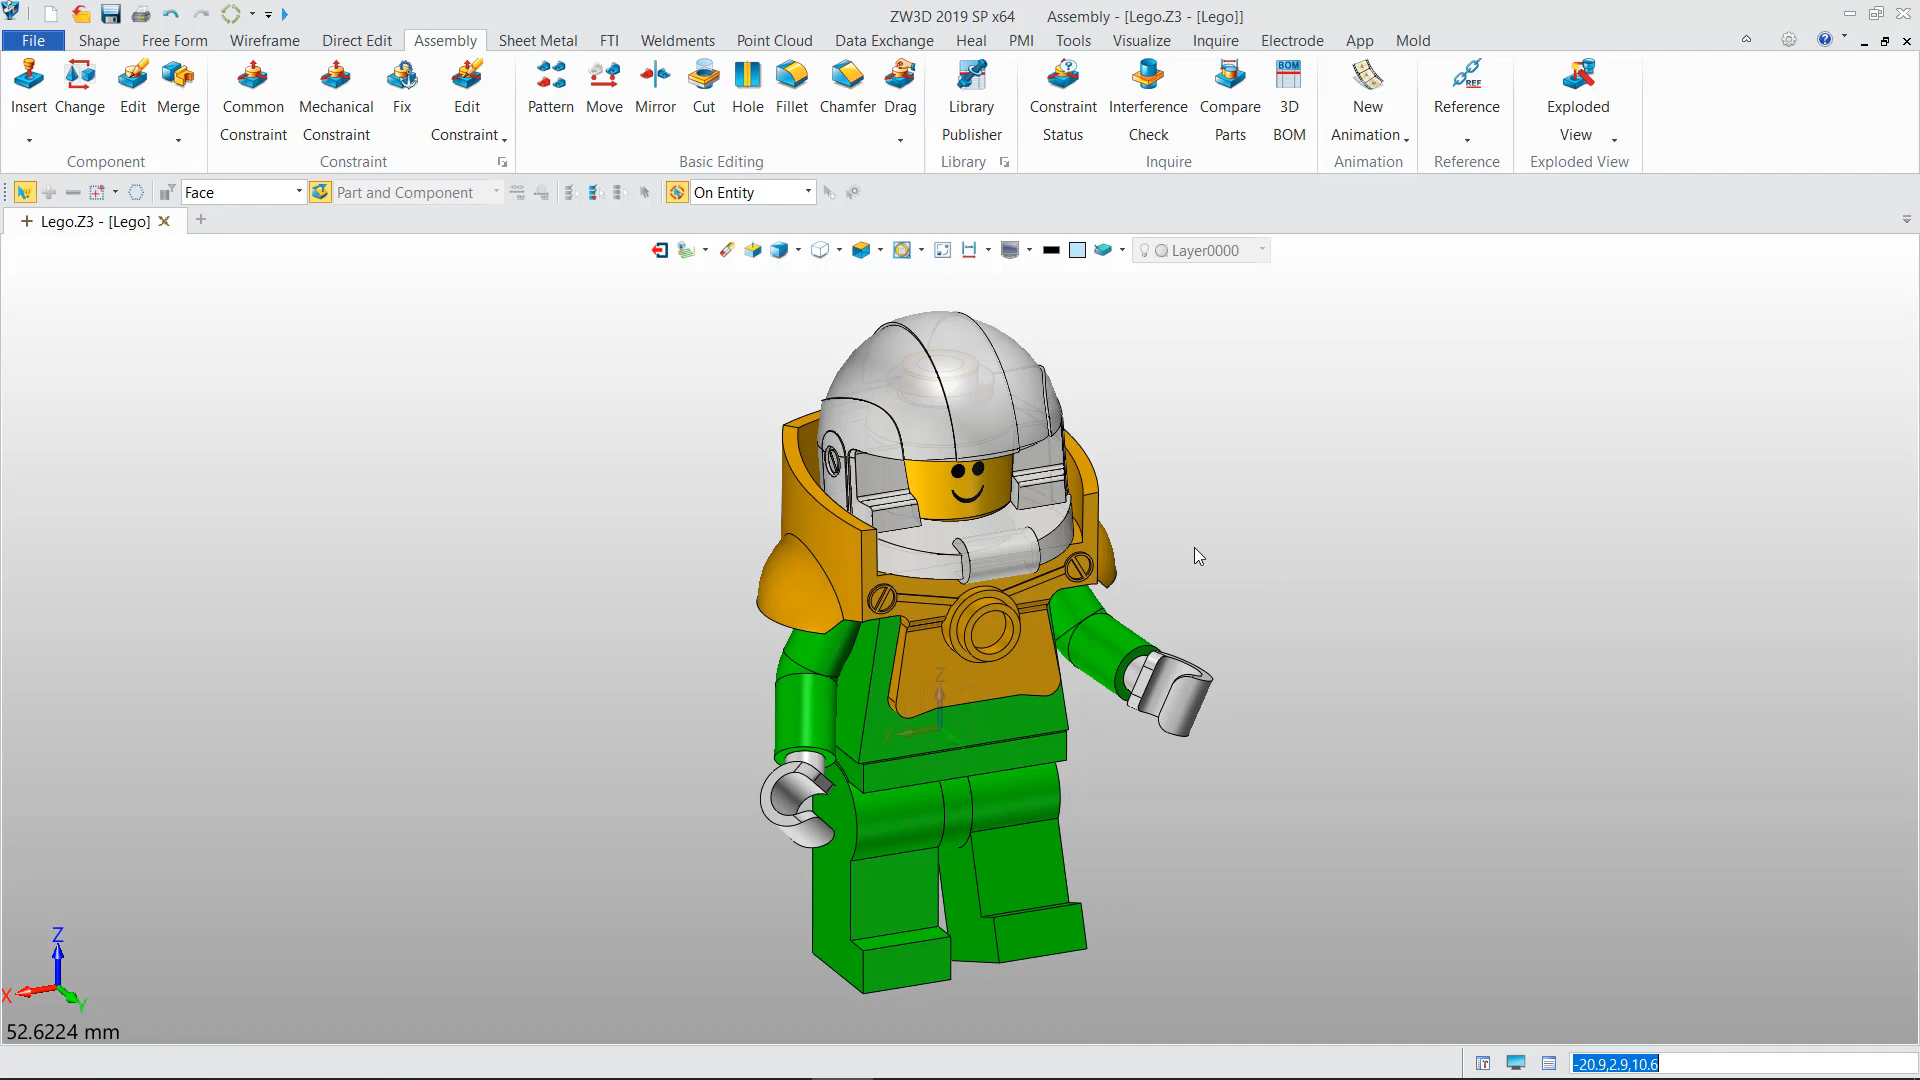 ZW3D 2019 SP x64 Assembly - [Lego.Z3 - [Lego]]
File Shape Free Form Wireframe Direct Edit Assembly Sheet Metal FTI Weldments Point Cloud Data Exchange Heal PMI Tools Visualize Inquire Electrode App Mold
Insert Change Edit Merge Common Constraint Mechanical Constraint Fix Edit Constraint Pattern Move Mirror Cut Hole Fillet Chamfer Drag Library Publisher Constraint Status Interference Check Compare Parts BOM 3D BOM New Animation REF Reference Exploded View
Component Constraint Basic Editing Library Inquire Animation Reference Exploded View
Face Part and Component On Entity
Lego.Z3 - [Lego]
Layer0000
Z
X
Z
X
Y
52.6224 mm
-20.9,2.9,10.6